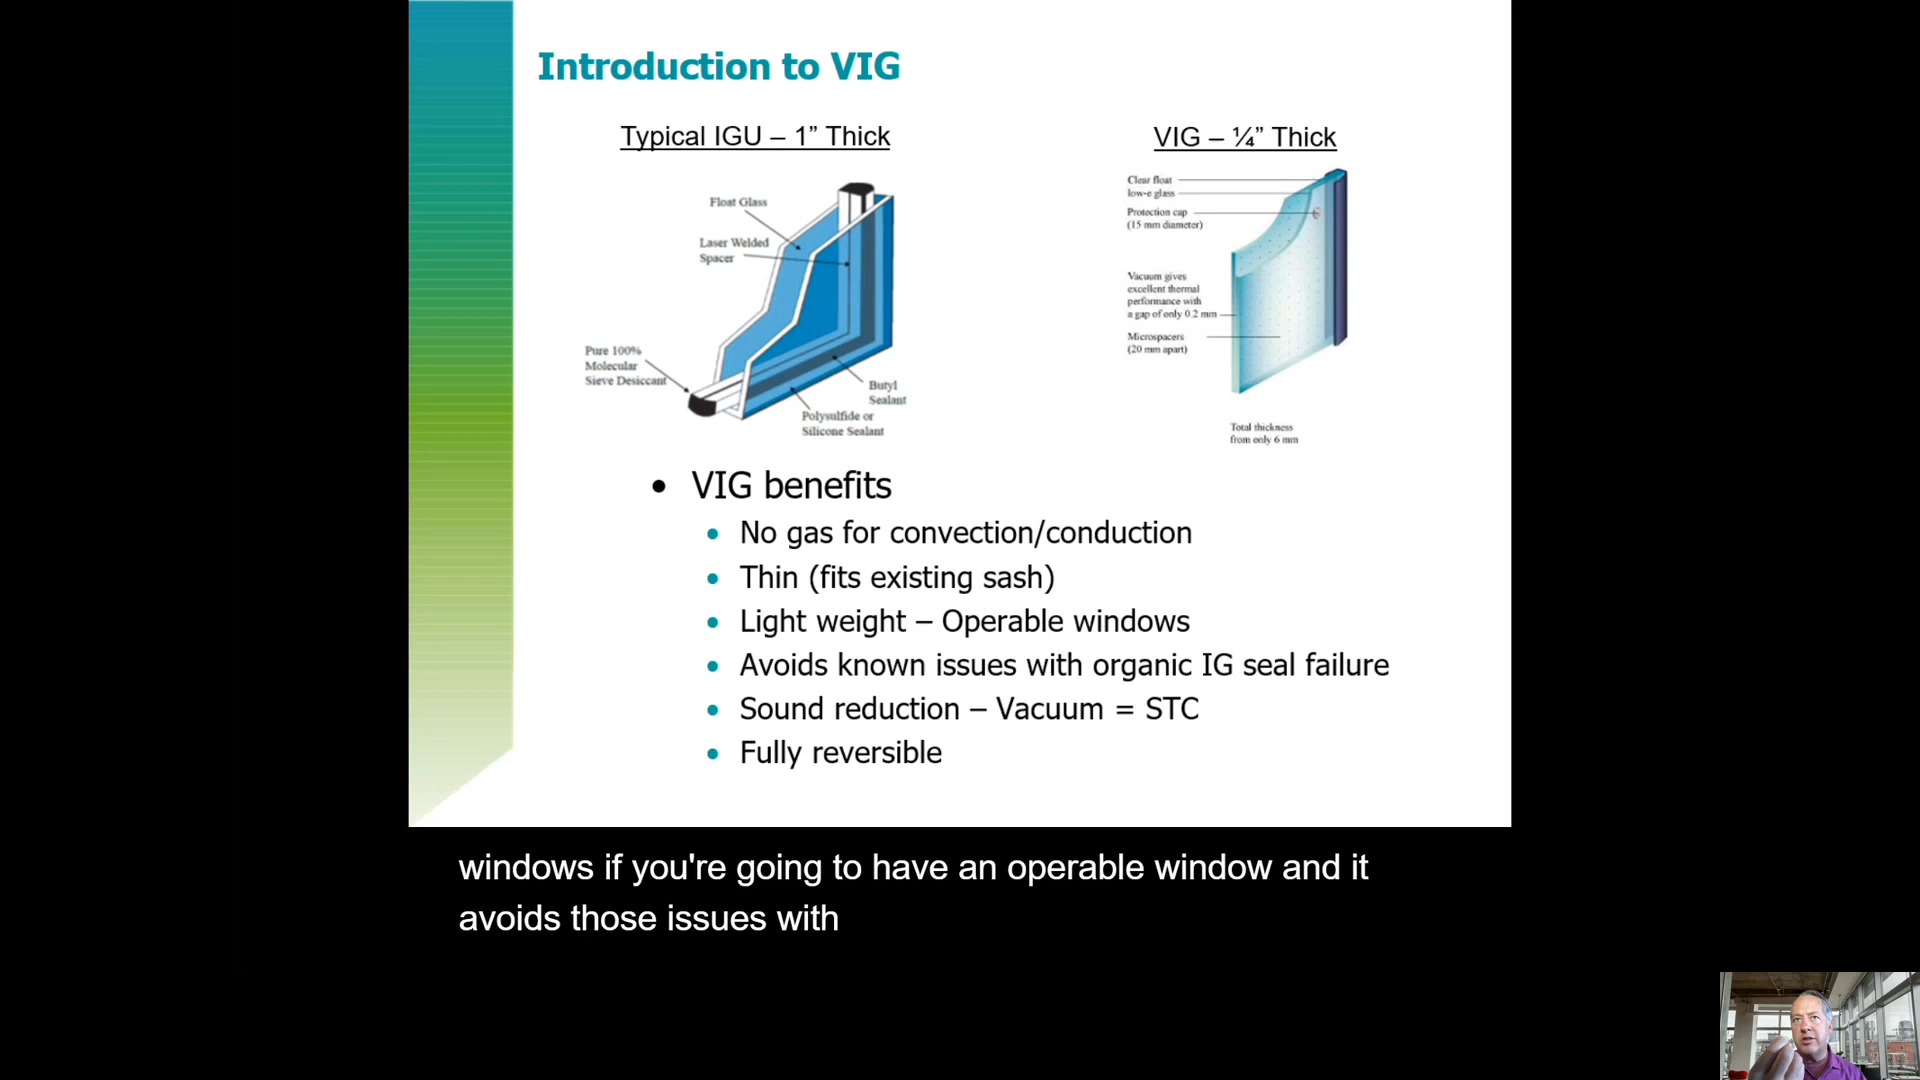 Introduction to VIG
Typical IGU – 1” Thick
Float Glass
Laser Welded
Spacer
Pure 100%
Molecular
Sieve Desiccant
Butyl
Sealant
Polysulfide or
Silicone Sealant
VIG – ¼” Thick
Clear float
low-e glass
Protection cap
(15 mm diameter)
Vacuum gives
excellent thermal
performance with
a gap of only 0.2 mm
Microspacers
(20 mm apart)
Total thickness
from only 6 mm
• VIG benefits
• No gas for convection/conduction
• Thin (fits existing sash)
• Light weight – Operable windows
• Avoids known issues with organic IG seal failure
• Sound reduction – Vacuum = STC
• Fully reversible
windows if you're going to have an operable window and it
avoids those issues with